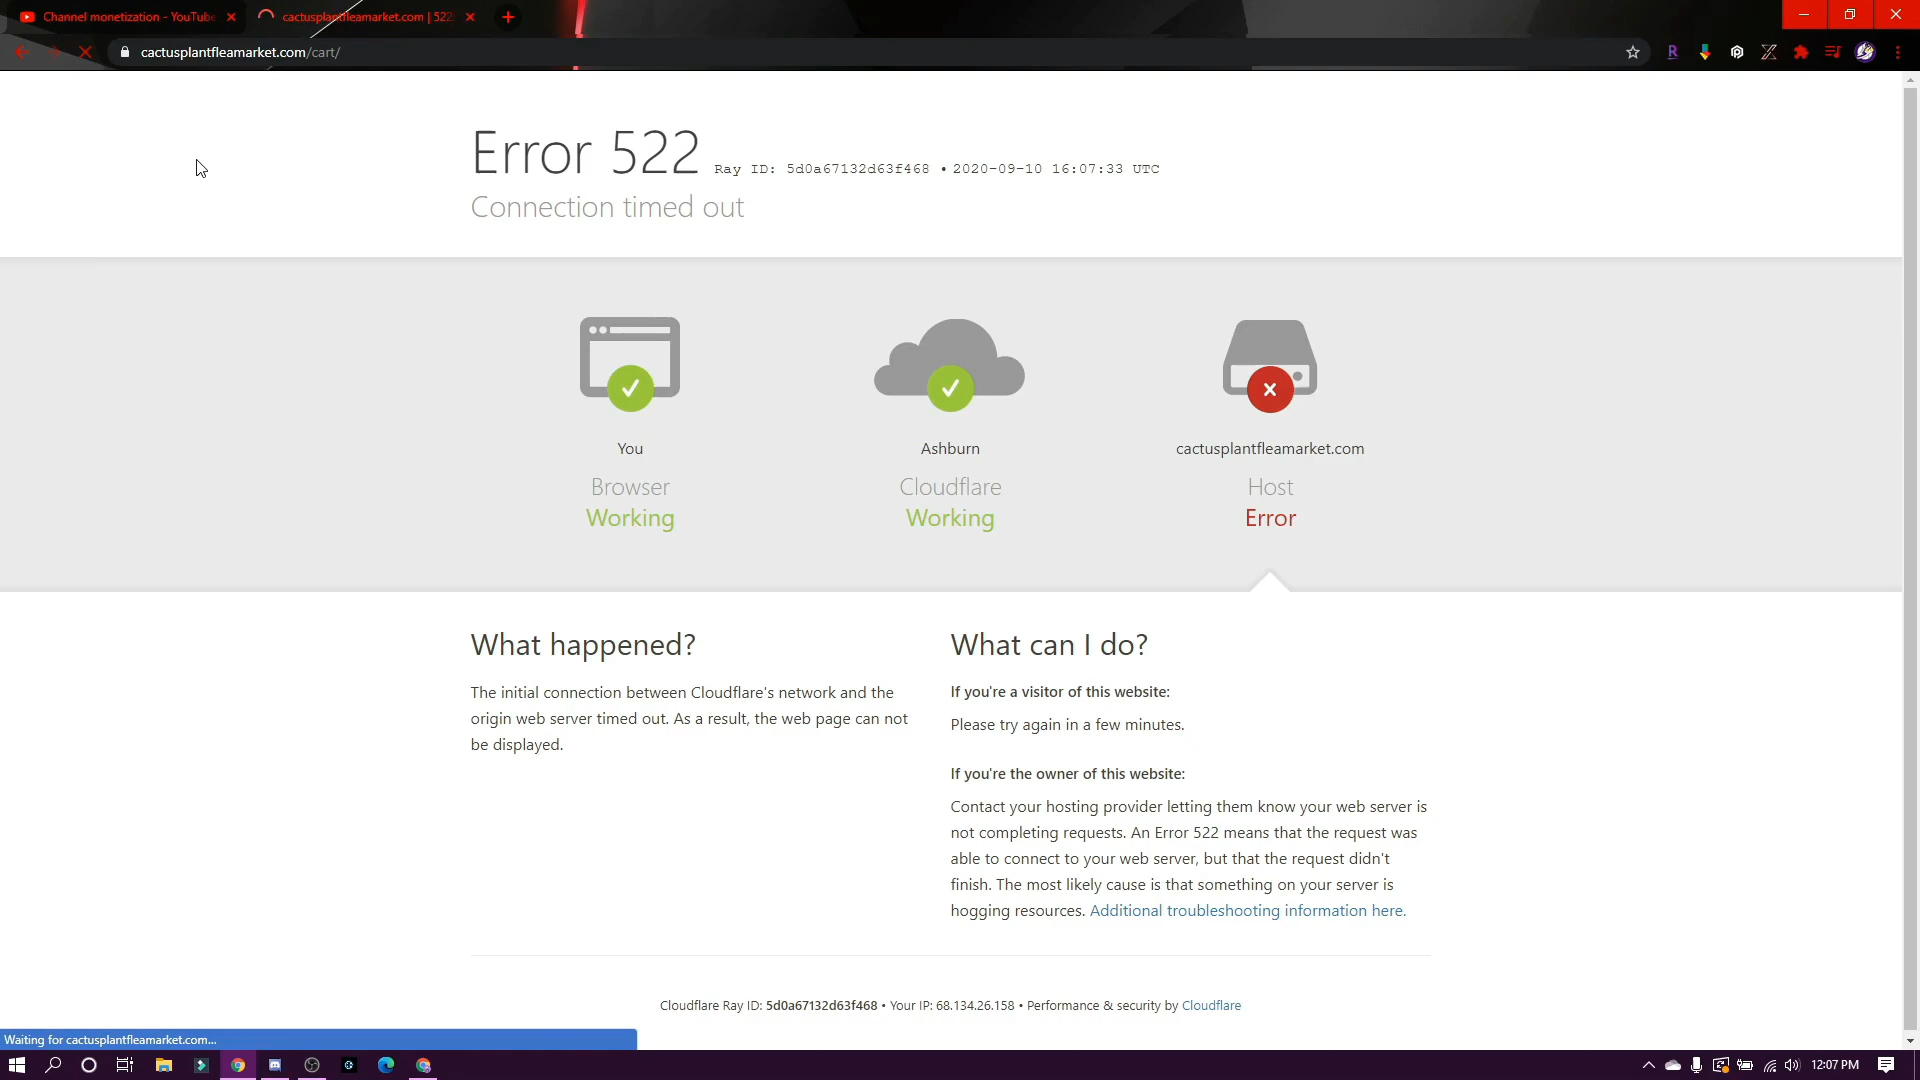 Channel monetization - YouTube
cactusplantfleamarket.com | 522
cactusplantfleamarket.com/cart/
Error 522 Ray ID: 5d0a67132d63f468 • 2020-09-10 16:07:33 UTC
Connection timed out
You
Browser
Working
Ashburn
Cloudflare
Working
cactusplantfleamarket.com
Host
Error
What happened?
The initial connection between Cloudflare's network and the
origin web server timed out. As a result, the web page can not
be displayed.
What can I do?
If you're a visitor of this website:
Please try again in a few minutes.
If you're the owner of this website:
Contact your hosting provider letting them know your web server is
not completing requests. An Error 522 means that the request was
able to connect to your web server, but that the request didn't
finish. The most likely cause is that something on your server is
hogging resources. Additional troubleshooting information here.
Cloudflare Ray ID: 5d0a67132d63f468 • Your IP: 68.134.26.158 • Performance & security by Cloudflare
Waiting for cactusplantfleamarket.com...
12:07 PM